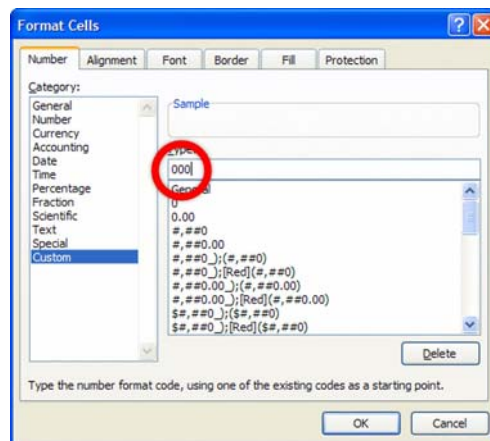 Format Cells
Number Alignment Font Border Fill Protection
Category:
General
Number
Currency
Accounting
Date
Time
Percentage
Fraction
Scientific
Text
Special
Custom
Sample
Type:
000
General
0
0.00
#,##0
#,##0.00
#,##0_);(#,##0)
#,##0_);[Red](#,##0)
#,##0.00_);(#,##0.00)
#,##0.00_);[Red](#,##0.00)
$#,##0_);($#,##0)
$#,##0_);[Red]($#,##0)
Delete
Type the number format code, using one of the existing codes as a starting point.
OK Cancel